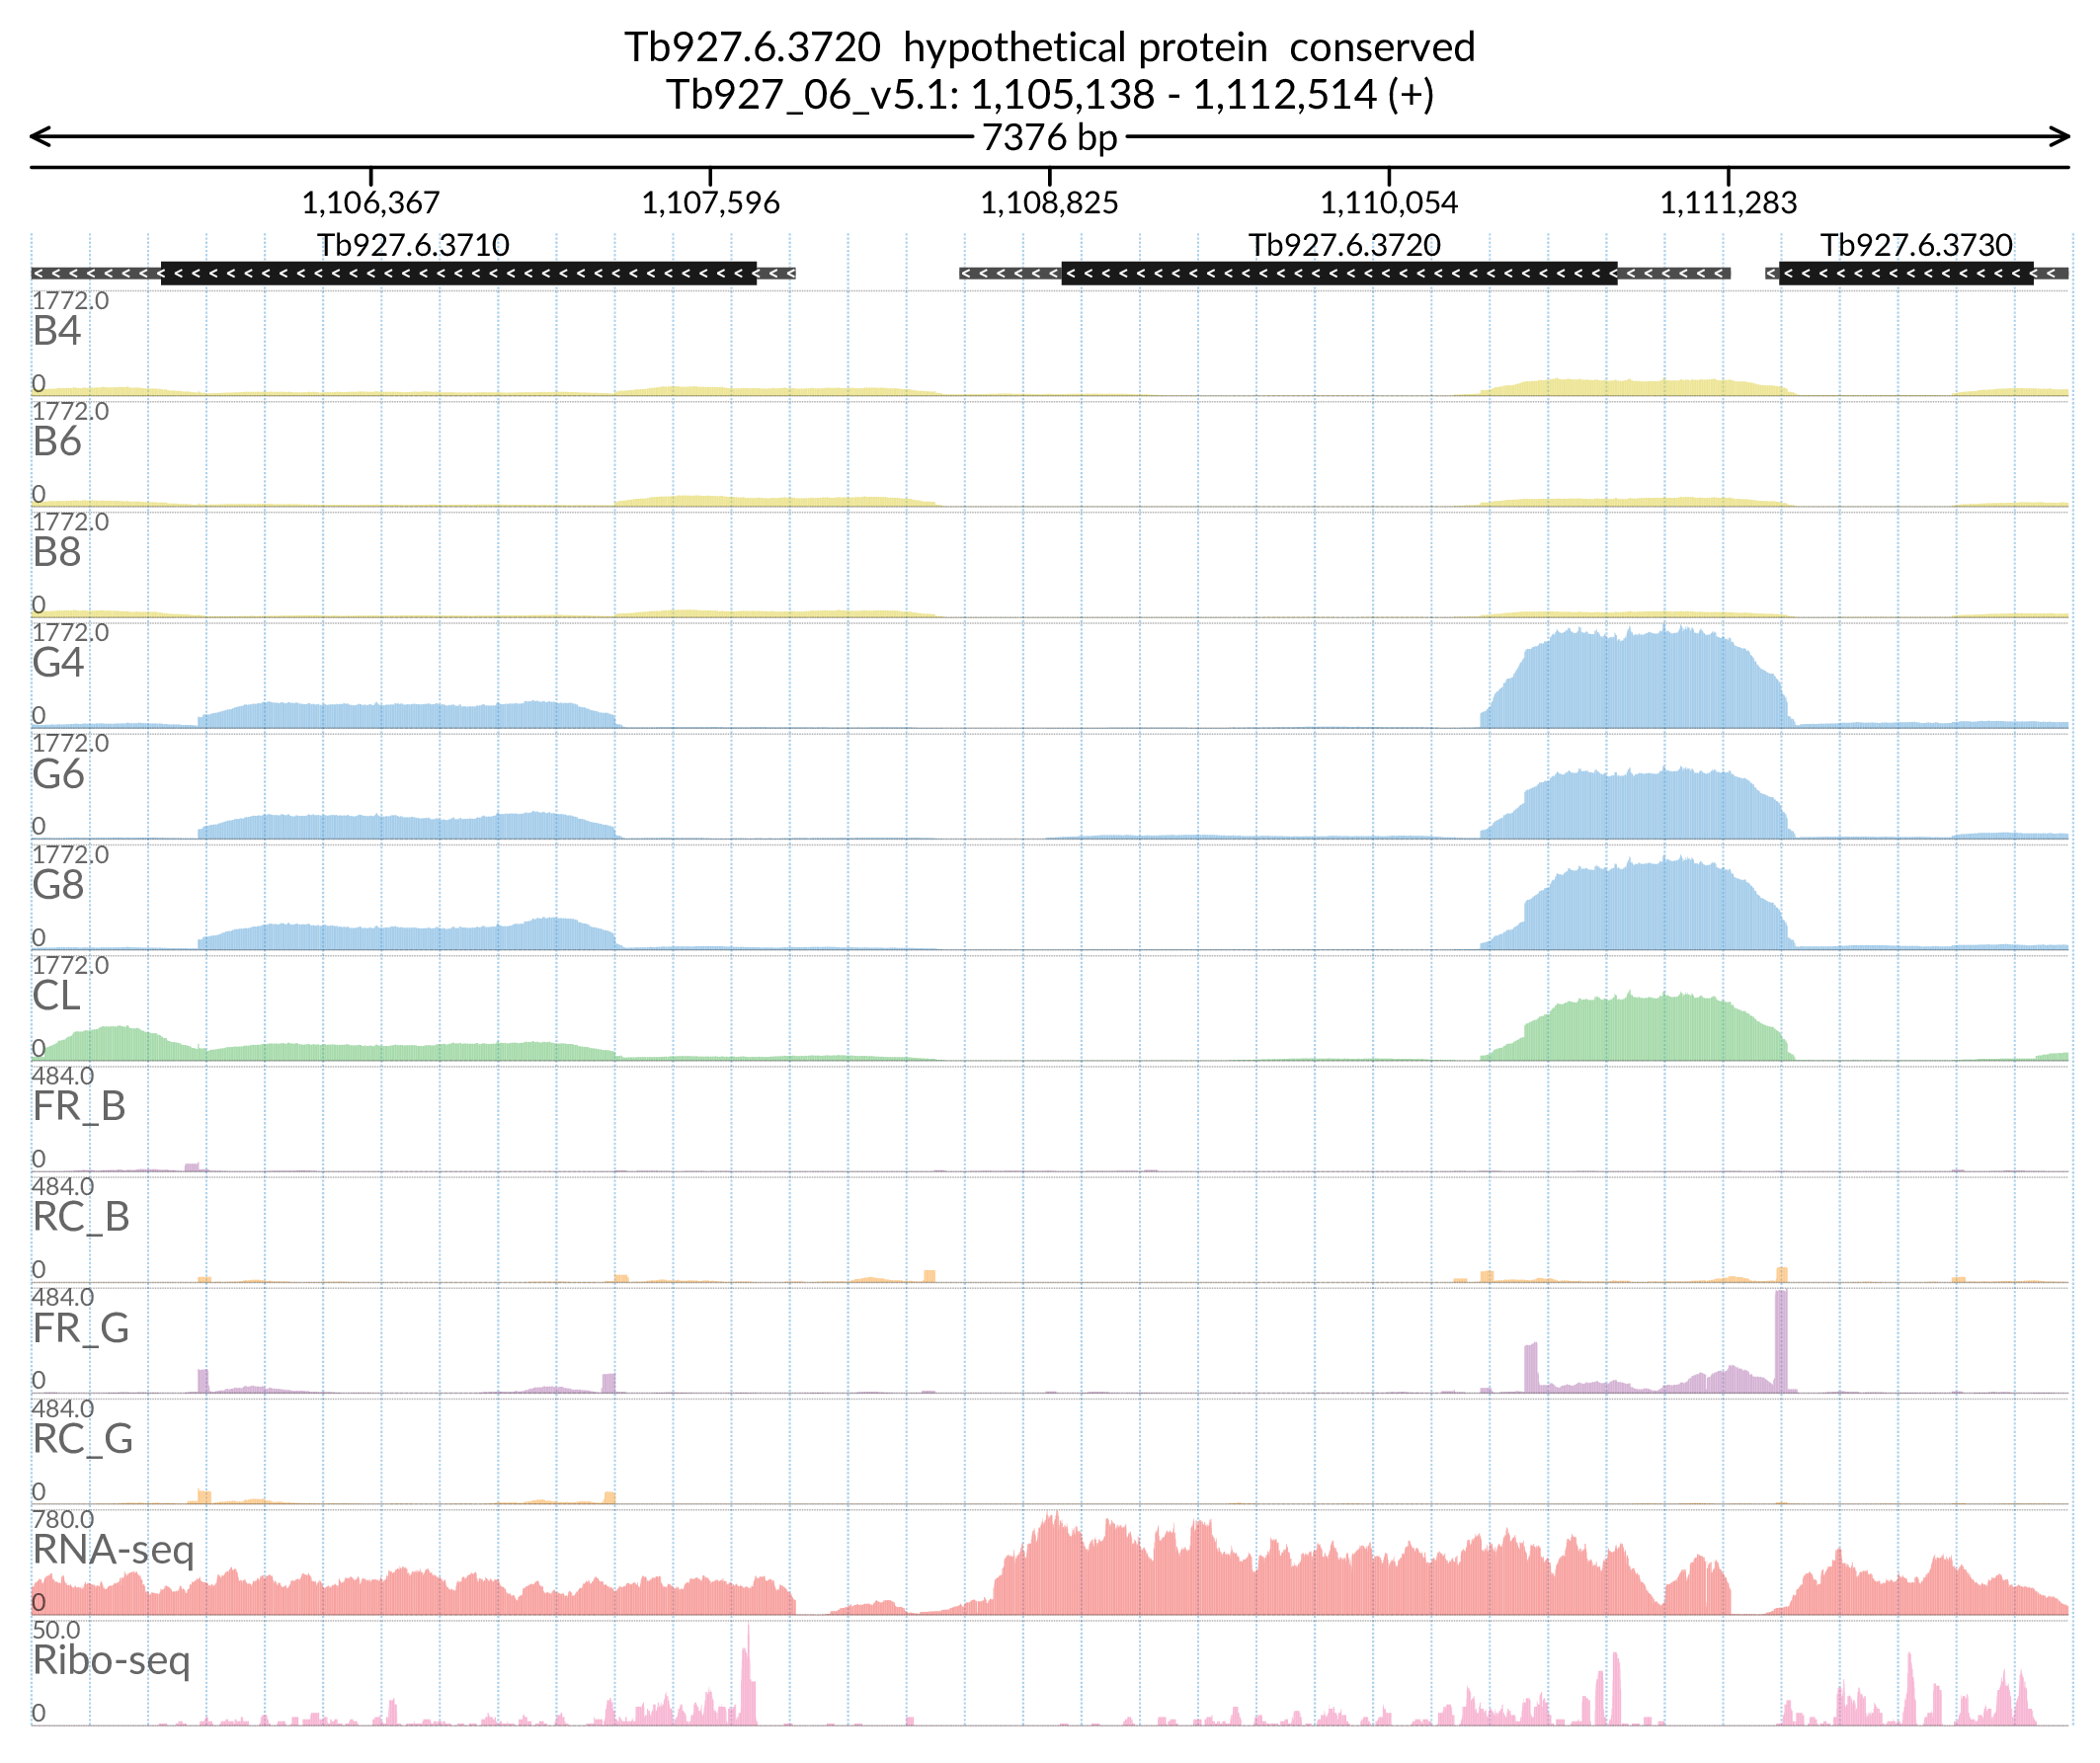 Tb927.6.3720  hypothetical protein  conserved
Tb927_06_v5.1: 1,105,138 - 1,112,514 (+)
7376 bp
1,106,367 1,107,596 1,108,825 1,110,054 1,111,283
Tb927.6.3710 Tb927.6.3720 Tb927.6.3730
1772.0
B4
0
1772.0
B6
0
1772.0
B8
0
1772.0
G4
0
1772.0
G6
0
1772.0
G8
0
1772.0
CL
0
484.0
FR_B
0
484.0
RC_B
0
484.0
FR_G
0
484.0
RC_G
0
780.0
RNA-seq
0
50.0
Ribo-seq
0